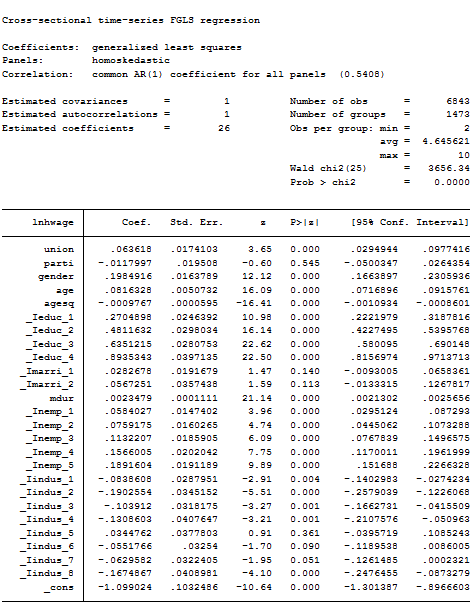 Cross-sectional time-series FGLS regression
Coefficients: generalized least squares
Panels: homoskedastic
Correlation: common AR(1) coefficient for all panels (0.5408)
Estimated covariances = 1 Number of obs = 6843
Estimated autocorrelations = 1 Number of groups = 1473
Estimated coefficients = 26 Obs per group: min = 2
avg = 4.645621
max = 10
Wald chi2(25) = 3656.34
Prob > chi2 = 0.0000
lnhwage Coef. Std. Err. z P>|z| [95% Conf. Interval]
union .063618 .0174103 3.65 0.000 .0294944 .0977416
parti -.0117997 .019508 -0.60 0.545 -.0500347 .0264354
gender .1984916 .0163789 12.12 0.000 .1663897 .2305936
age .0816328 .0050732 16.09 0.000 .0716896 .0915761
agesq -.0009767 .0000595 -16.41 0.000 -.0010934 -.0008601
_Ieduc_1 .2704898 .0246392 10.98 0.000 .2221979 .3187816
_Ieduc_2 .4811632 .0298034 16.14 0.000 .4227495 .5395768
_Ieduc_3 .6351215 .0280753 22.62 0.000 .580095 .690148
_Ieduc_4 .8935343 .0397135 22.50 0.000 .8156974 .9713713
_Imarri_1 .0282678 .0191679 1.47 0.140 -.0093005 .0658361
_Imarri_2 .0567251 .0357438 1.59 0.113 -.0133315 .1267817
mdur .0023479 .0001111 21.14 0.000 .0021302 .0025656
_Inemp_1 .0584027 .0147402 3.96 0.000 .0295124 .087293
_Inemp_2 .0759175 .0160265 4.74 0.000 .0445062 .1073288
_Inemp_3 .1132207 .0185905 6.09 0.000 .0767839 .1496575
_Inemp_4 .1566005 .0202042 7.75 0.000 .1170011 .1961999
_Inemp_5 .1891604 .0191189 9.89 0.000 .151688 .2266328
_Iindus_1 -.0838608 .0287951 -2.91 0.004 -.1402983 -.0274234
_Iindus_2 -.1902554 .0345152 -5.51 0.000 -.2579039 -.1226068
_Iindus_3 -.103912 .0318175 -3.27 0.001 -.1662731 -.0415509
_Iindus_4 -.1308603 .0407647 -3.21 0.001 -.2107576 -.050963
_Iindus_5 .0344762 .0377803 0.91 0.361 -.0395719 .1085243
_Iindus_6 -.0551766 .03254 -1.70 0.090 -.1189538 .0086005
_Iindus_7 -.0629582 .0322405 -1.95 0.051 -.1261485 .0002321
_Iindus_8 -.1674867 .0408981 -4.10 0.000 -.2476455 -.0873279
_cons -1.099024 .1032486 -10.64 0.000 -1.301387 -.8966603